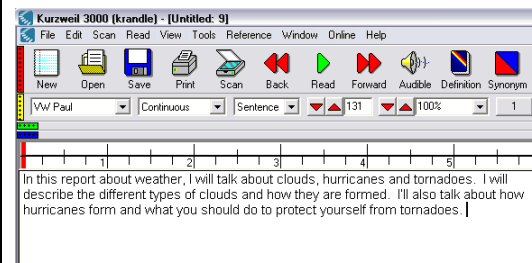 Kurzweil 3000 (krandle) - [Untitled: 9]
File Edit Scan Read View Tools Reference Window Online Help
New Open Save Print Scan Back Read Forward Audible Definition Synonym
VW Paul Continuous Sentence 131 100% 1
1 2 3 4 5
In this report about weather, I will talk about clouds, hurricanes and tornadoes. I will
describe the different types of clouds and how they are formed. I'll also talk about how
hurricanes form and what you should do to protect yourself from tornadoes.